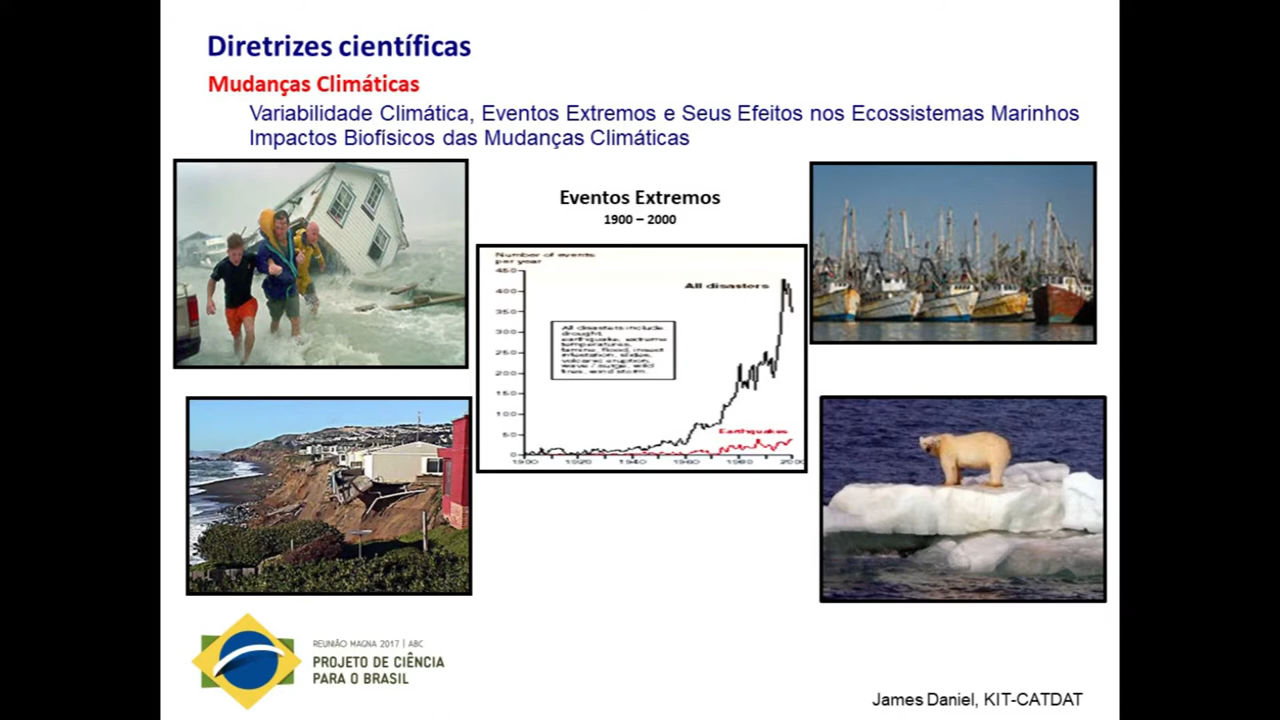 Diretrizes científicas
Mudanças Climáticas
Variabilidade Climática, Eventos Extremos e Seus Efeitos nos Ecossistemas Marinhos
Impactos Biofísicos das Mudanças Climáticas
Eventos Extremos
1900 – 2000
Number of events
per year
450
400
350
300
250
200
150
100
50
0
All disasters
All disasters include
drought,
earthquake, extreme
temperatures,
famine, flood, insect
infestation, slides,
volcanic eruption,
wave / surge, wild
fires, wind storm.
Earthquakes
1900 1920 1940 1960 1980 2000
REUNIÃO MAGNA 2017 | ABC
PROJETO DE CIÊNCIA
PARA O BRASIL
James Daniel, KIT-CATDAT